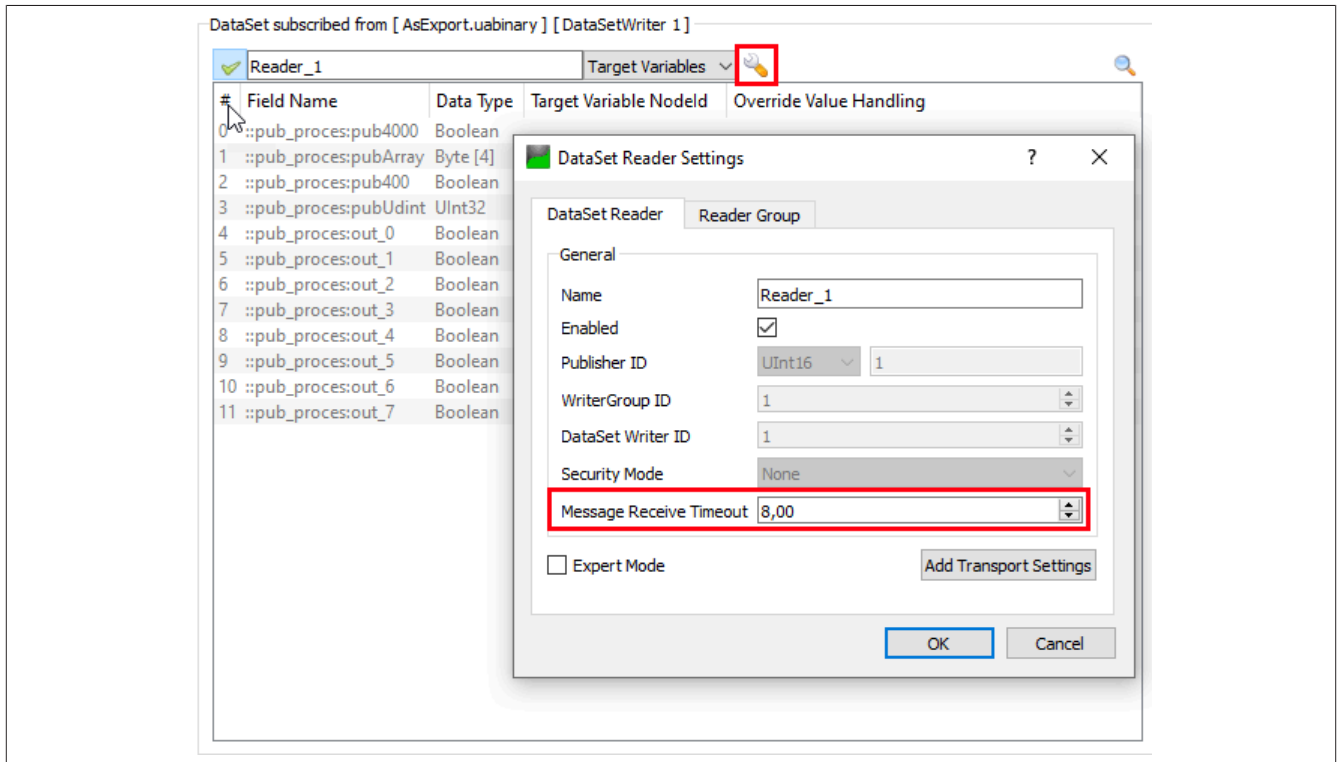 DataSet subscribed from [ AsExport.uabinary ] [ DataSetWriter 1 ]
Reader_1 Target Variables
# Field Name Data Type Target Variable NodeId Override Value Handling
0 ::pub_proces:pub4000 Boolean
1 ::pub_proces:pubArray Byte [4]
2 ::pub_proces:pub400 Boolean
3 ::pub_proces:pubUdint UInt32
4 ::pub_proces:out_0 Boolean
5 ::pub_proces:out_1 Boolean
6 ::pub_proces:out_2 Boolean
7 ::pub_proces:out_3 Boolean
8 ::pub_proces:out_4 Boolean
9 ::pub_proces:out_5 Boolean
10 ::pub_proces:out_6 Boolean
11 ::pub_proces:out_7 Boolean
DataSet Reader Settings ?
DataSet Reader Reader Group
General
Name Reader_1
Enabled
Publisher ID UInt16 1
WriterGroup ID 1
DataSet Writer ID 1
Security Mode None
Message Receive Timeout 8,00
Expert Mode Add Transport Settings
OK Cancel